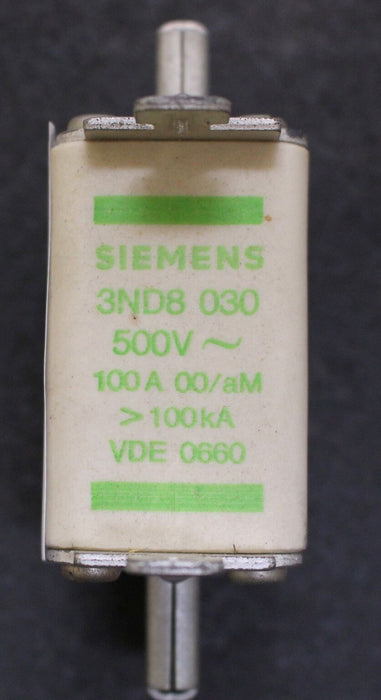 SIEMENS
3ND8 030
500V ~
100 A 00/aM
>100kA
VDE 0660